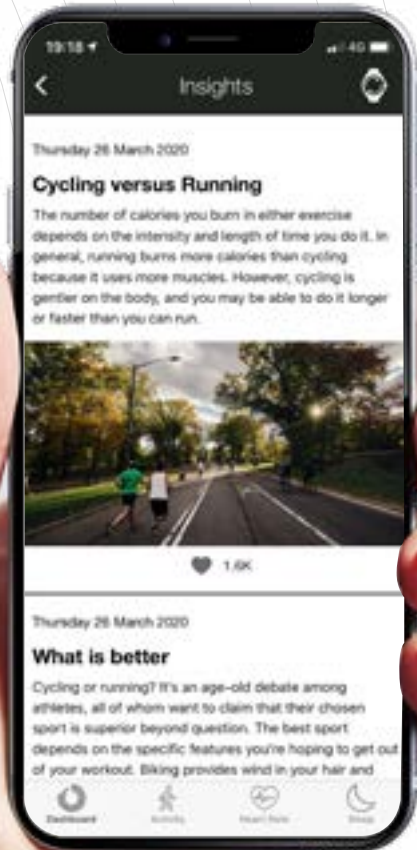 19:18
4G
Insights
Thursday 26 March 2020
Cycling versus Running
The number of calories you burn in either exercise
depends on the intensity and length of time you do it. In
general, running burns more calories than cycling
because it uses more muscles. However, cycling is
gentler on the body, and you may be able to do it longer
or faster than you can run.
1.6K
Thursday 26 March 2020
What is better
Cycling or running? It's an age-old debate among
athletes, all of whom want to claim that their chosen
sport is superior beyond question. The best sport
depends on the specific features you're hoping to get out
of your workout. Biking provides wind in your hair and
Dashboard Activity Heart Rate Sleep